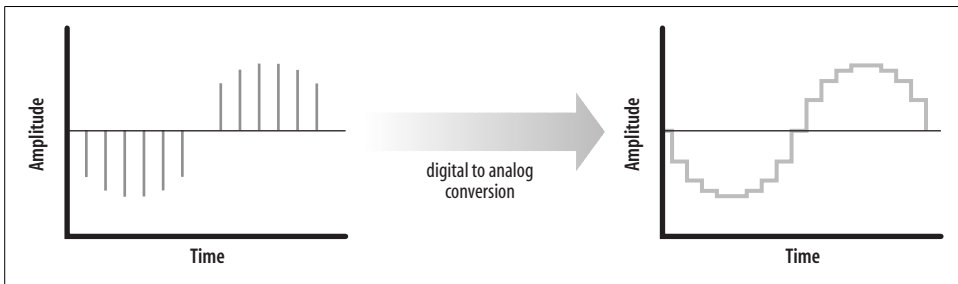 Amplitude
Time
digital to analog
conversion
Amplitude
Time